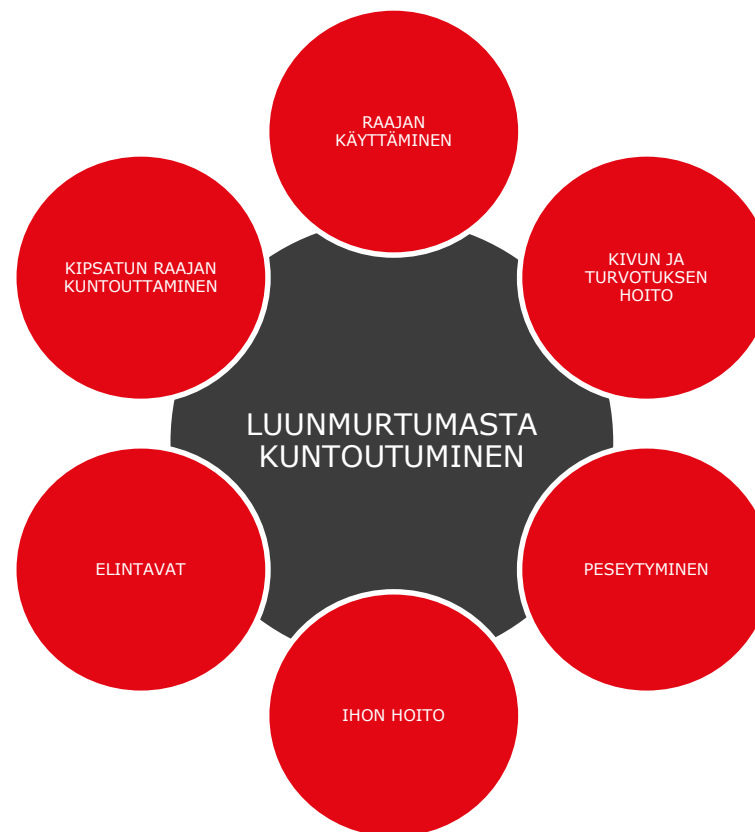 RAAJAN
KÄYTTÄMINEN
KIVUN JA
TURVOTUKSEN
HOITO
PESEYTYMINEN
IHON HOITO
ELINTAVAT
KIPSATUN RAAJAN
KUNTOUTTAMINEN
LUUNMURTUMASTA
KUNTOUTUMINEN